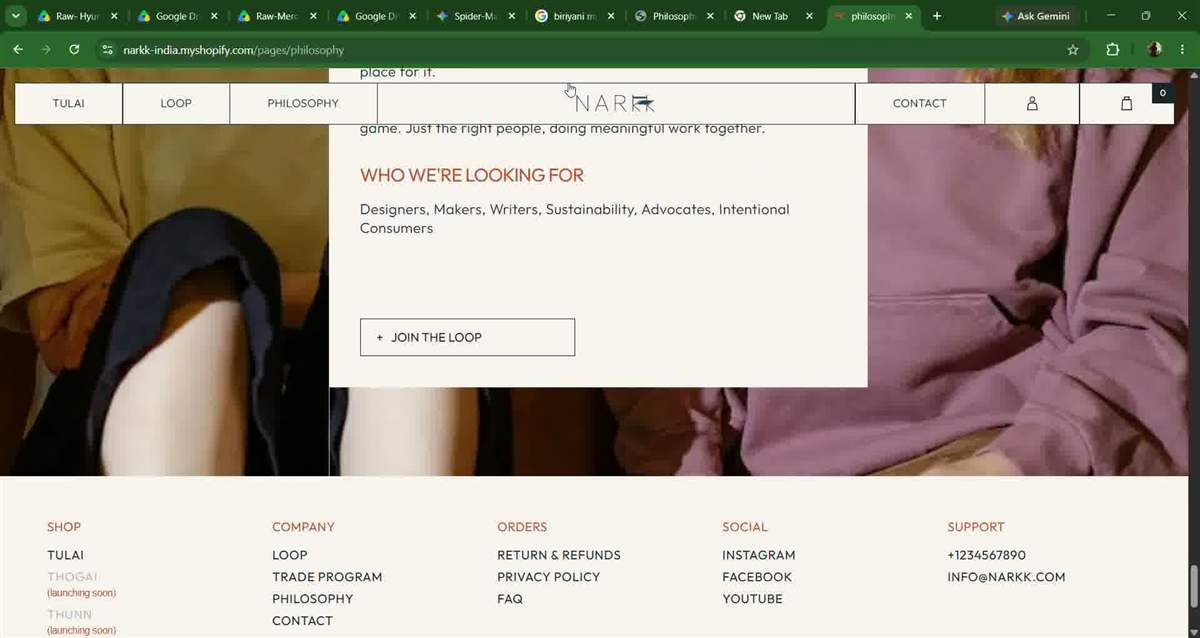 Raw- Hyun
Google Dr
Raw-Merc
Google Dr
Spider-Ma
biriyani m
Philosoph
New Tab
philosoph
Ask Gemini
narkk-india.myshopify.com/pages/philosophy
place for it.
TULAI
LOOP
PHILOSOPHY
NARKK
CONTACT
0
game. Just the right people, doing meaningful work together.
WHO WE'RE LOOKING FOR
Designers, Makers, Writers, Sustainability, Advocates, Intentional
Consumers
+ JOIN THE LOOP
SHOP
TULAI
THOGAI
(launching soon)
THUNN
(launching soon)
COMPANY
LOOP
TRADE PROGRAM
PHILOSOPHY
CONTACT
ORDERS
RETURN & REFUNDS
PRIVACY POLICY
FAQ
SOCIAL
INSTAGRAM
FACEBOOK
YOUTUBE
SUPPORT
+1234567890
INFO@NARKK.COM